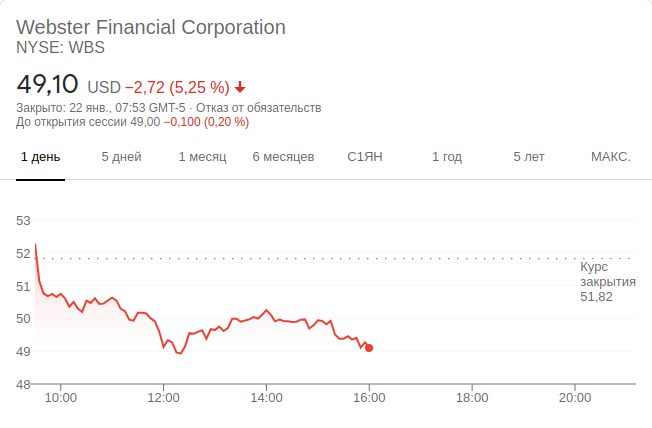 Webster Financial Corporation
NYSE: WBS
49,10 USD −2,72 (5,25 %)
Закрыто: 22 янв., 07:53 GMT-5 · Отказ от обязательств
До открытия сессии 49,00 −0,100 (0,20 %)
1 день 5 дней 1 месяц 6 месяцев С1ЯН 1 год 5 лет МАКС.
53
52
51
50
49
48
Курс
закрытия
51,82
10:00 12:00 14:00 16:00 18:00 20:00